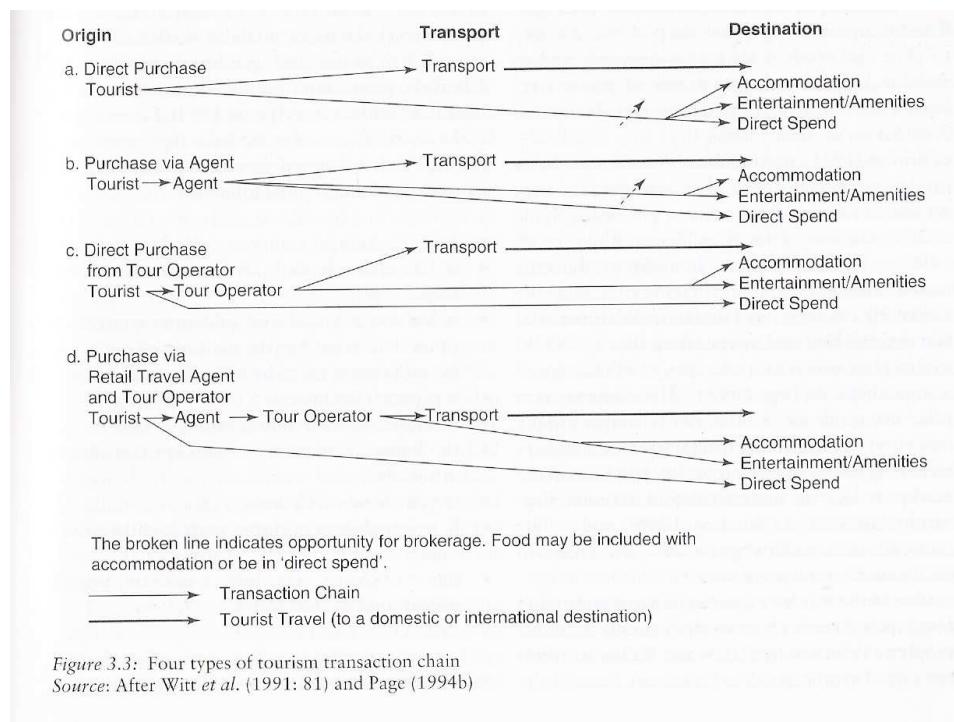 Origin Transport Destination
a. Direct Purchase
Tourist Transport
Accommodation
Entertainment/Amenities
Direct Spend
b. Purchase via Agent
Tourist Agent Transport
Accommodation
Entertainment/Amenities
Direct Spend
c. Direct Purchase
from Tour Operator
Tourist Tour Operator Transport
Accommodation
Entertainment/Amenities
Direct Spend
d. Purchase via
Retail Travel Agent
and Tour Operator
Tourist Agent Tour Operator Transport
Accommodation
Entertainment/Amenities
Direct Spend
The broken line indicates opportunity for brokerage. Food may be included with
accommodation or be in ‘direct spend’.
Transaction Chain
Tourist Travel (to a domestic or international destination)
Figure 3.3: Four types of tourism transaction chain
Source: After Witt et al. (1991: 81) and Page (1994b)